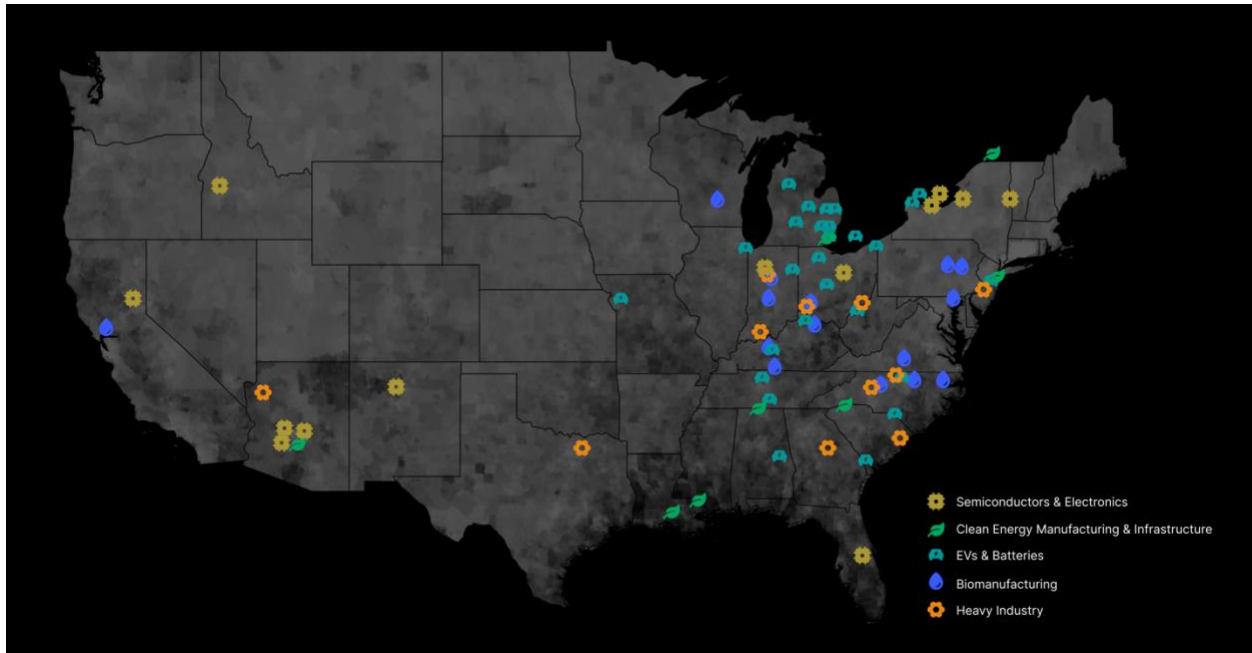 Semiconductors & Electronics
Clean Energy Manufacturing & Infrastructure
EVs & Batteries
Biomanufacturing
Heavy Industry